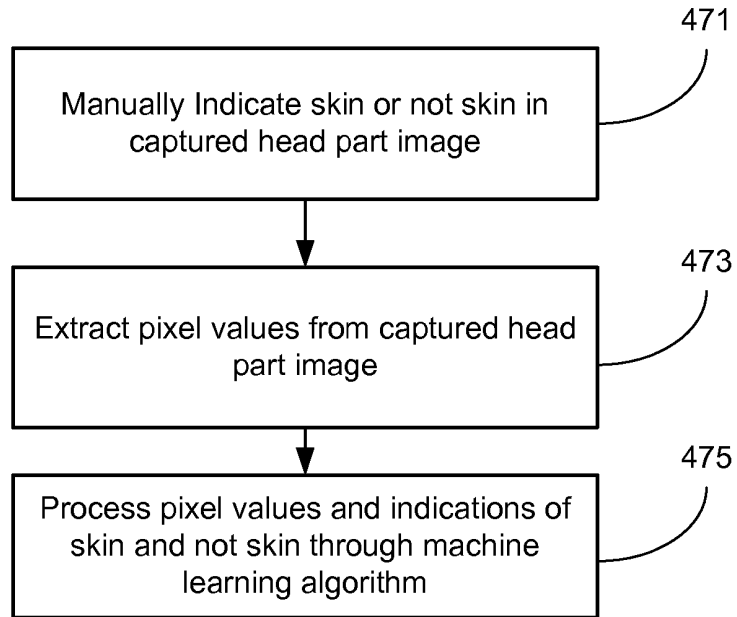 471
Manually Indicate skin or not skin in
captured head part image
473
Extract pixel values from captured head
part image
475
Process pixel values and indications of
skin and not skin through machine
learning algorithm